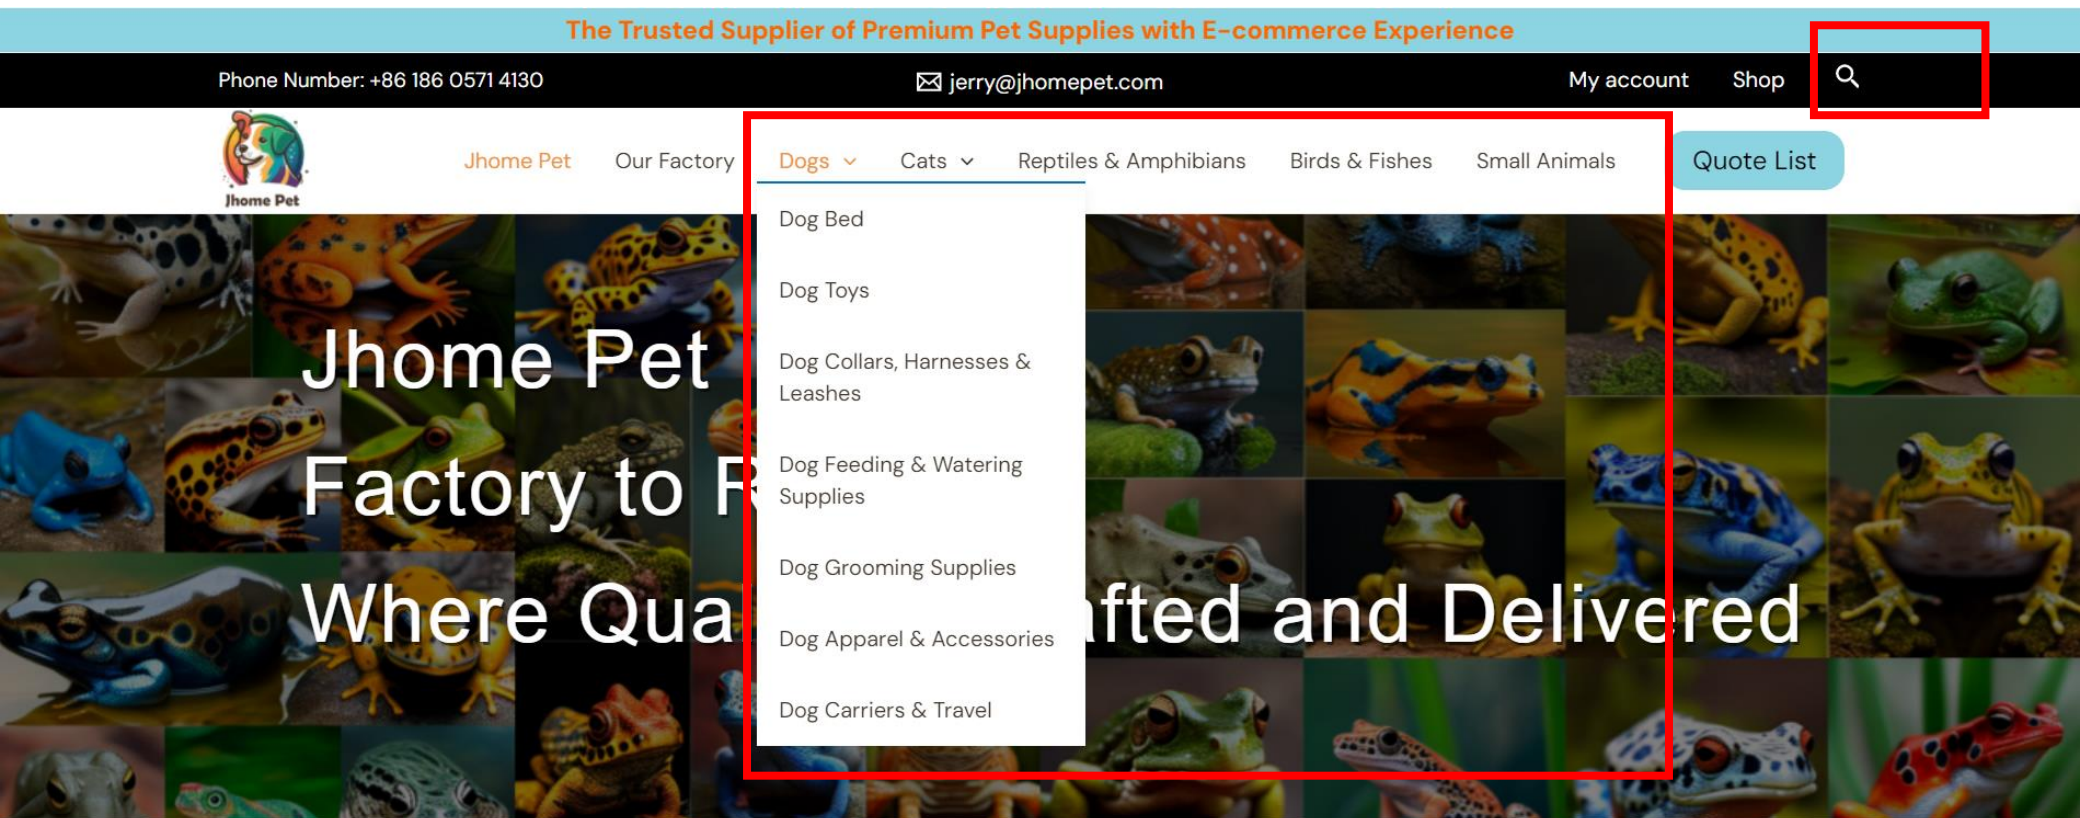 The Trusted Supplier of Premium Pet Supplies with E-commerce Experience
Phone Number: +86 186 0571 4130
jerry@jhomepet.com
My account
Shop
Jhome Pet
Jhome Pet
Our Factory
Dogs
Cats
Reptiles & Amphibians
Birds & Fishes
Small Animals
Quote List
Dog Bed
Dog Toys
Dog Collars, Harnesses &
Leashes
Dog Feeding & Watering
Supplies
Dog Grooming Supplies
Dog Apparel & Accessories
Dog Carriers & Travel
Jhome Pet
Factory to
Where
and Delivered